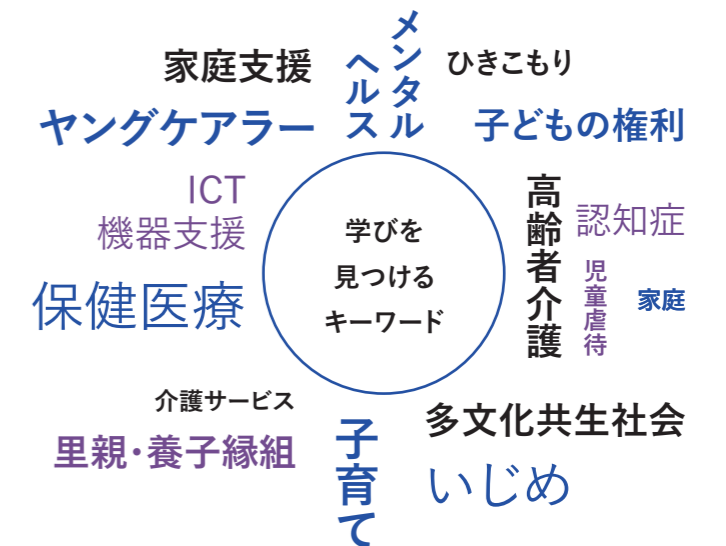 家庭支援
メンタル
ヘルス
ひきこもり
ヤングケアラー
子どもの権利
ICT
機器支援
学びを
見つける
キーワード
高齢者介護
認知症
児童虐待
家庭
保健医療
介護サービス
里親・養子縁組
子育て
多文化共生社会
いじめ